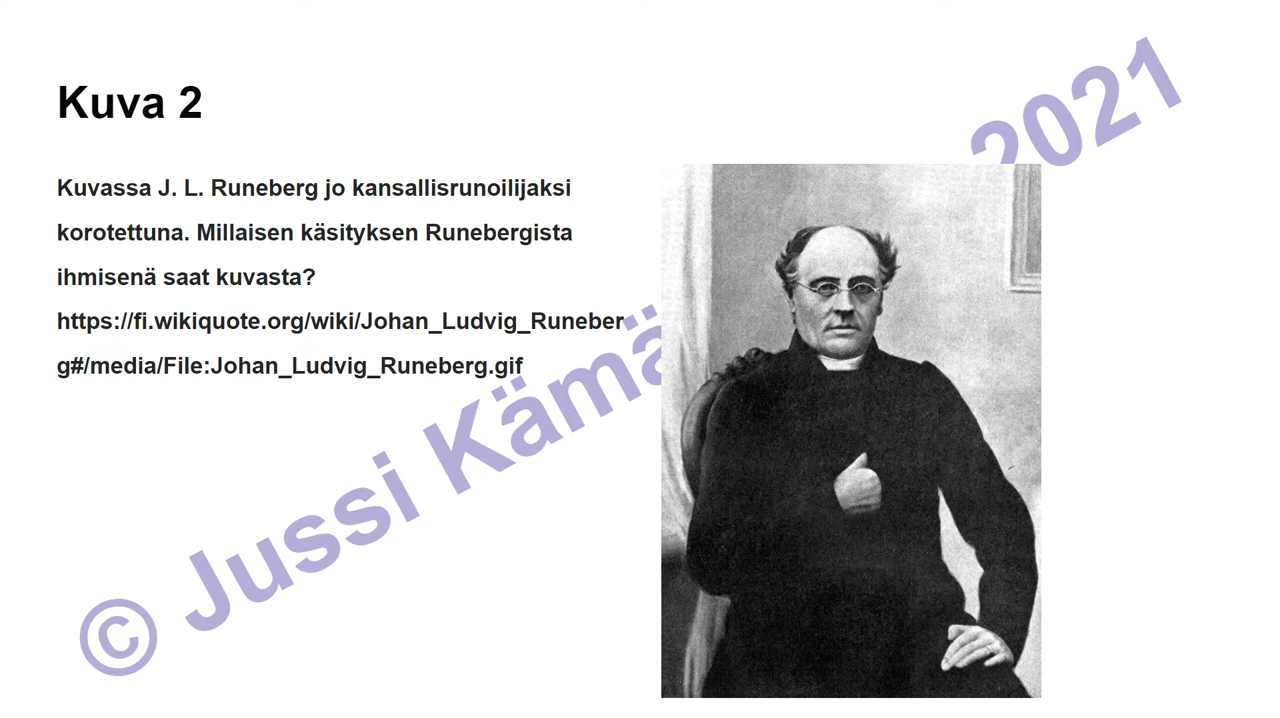 Kuva 2
Kuvassa J. L. Runeberg jo kansallisrunoilijaksi
korotettuna. Millaisen käsityksen Runebergista
ihmisenä saat kuvasta?
https://fi.wikiquote.org/wiki/Johan_Ludvig_Runeber
g#/media/File:Johan_Ludvig_Runeberg.gif
© Jussi Kämä 2021